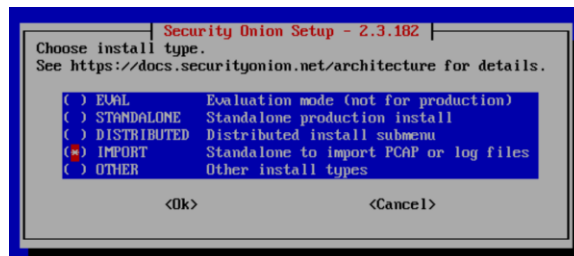 Security Onion Setup - 2.3.182
Choose install type.
See https://docs.securityonion.net/architecture for details.
( ) EVAL Evaluation mode (not for production)
( ) STANDALONE Standalone production install
( ) DISTRIBUTED Distributed install submenu
(*) IMPORT Standalone to import PCAP or log files
( ) OTHER Other install types
<Ok> <Cancel>